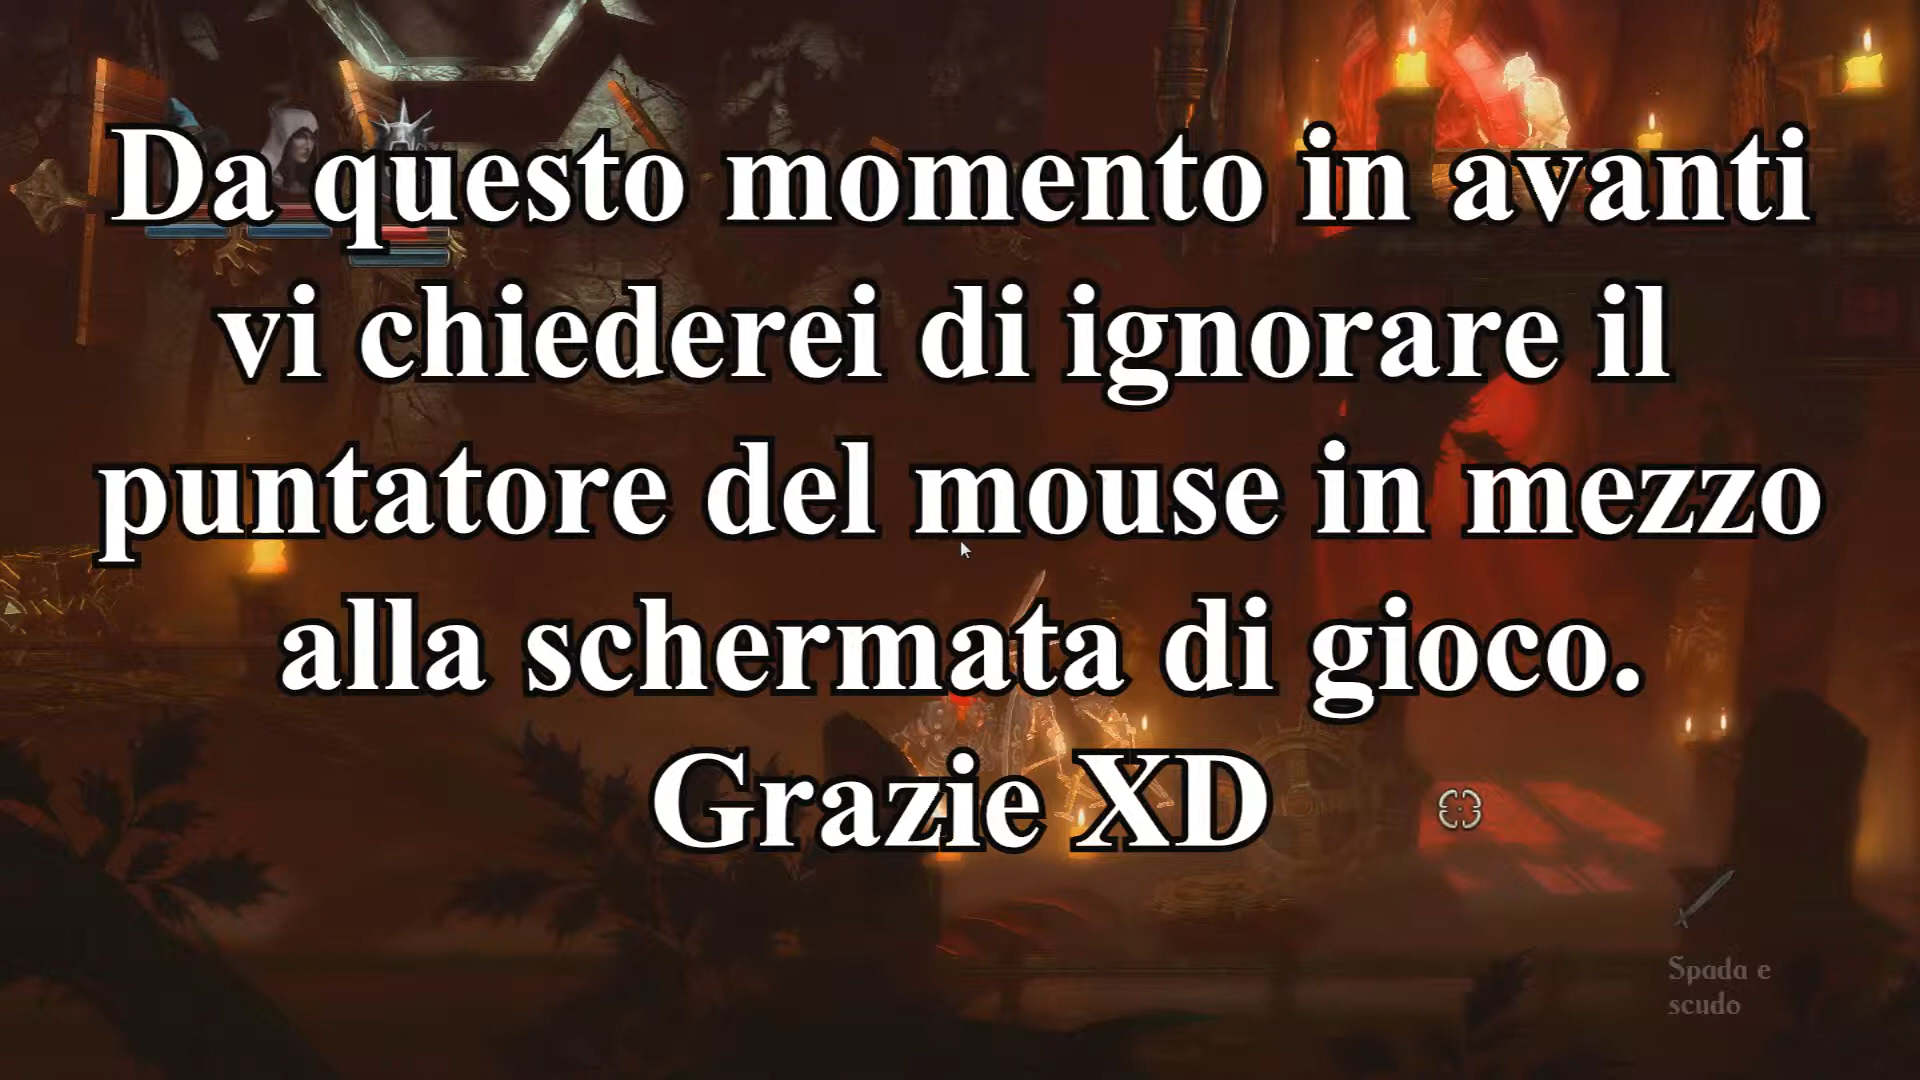 Da questo momento in avanti
vi chiederei di ignorare il
puntatore del mouse in mezzo
alla schermata di gioco.
Grazie XD
Spada e
scudo